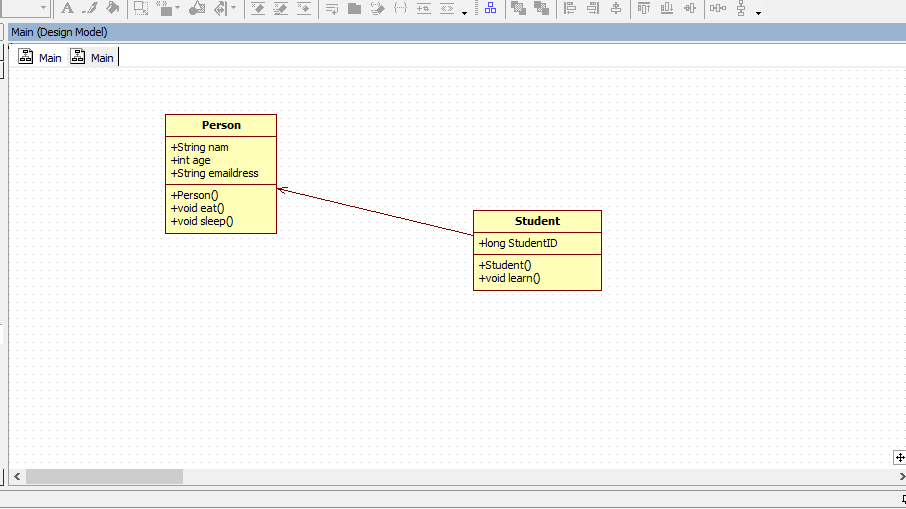 Main (Design Model)
Main Main
Person
+String nam
+int age
+String emaildress
+Person()
+void eat()
+void sleep()
Student
+long StudentID
+Student()
+void learn()